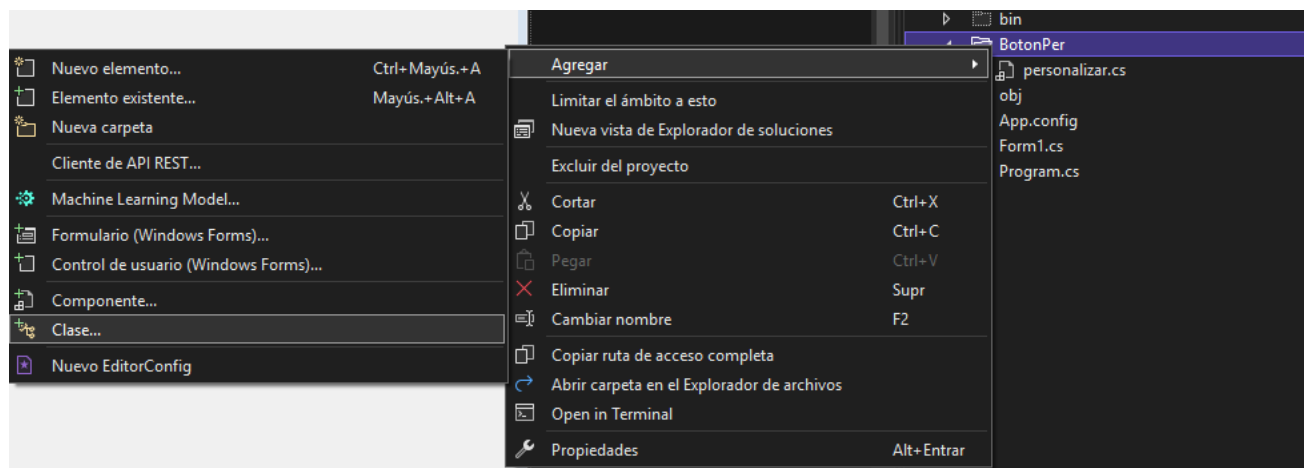 Nuevo elemento... Ctrl+Mayús.+A
Elemento existente... Mayús.+Alt+A
Nueva carpeta
Cliente de API REST...
Machine Learning Model...
Formulario (Windows Forms)...
Control de usuario (Windows Forms)...
Componente...
Clase...
Nuevo EditorConfig
Agregar
Limitar el ámbito a esto
Nueva vista de Explorador de soluciones
Excluir del proyecto
Cortar Ctrl+X
Copiar Ctrl+C
Pegar Ctrl+V
Eliminar Supr
Cambiar nombre F2
Copiar ruta de acceso completa
Abrir carpeta en el Explorador de archivos
Open in Terminal
Propiedades Alt+Entrar
bin
BotonPer
personalizar.cs
obj
App.config
Form1.cs
Program.cs